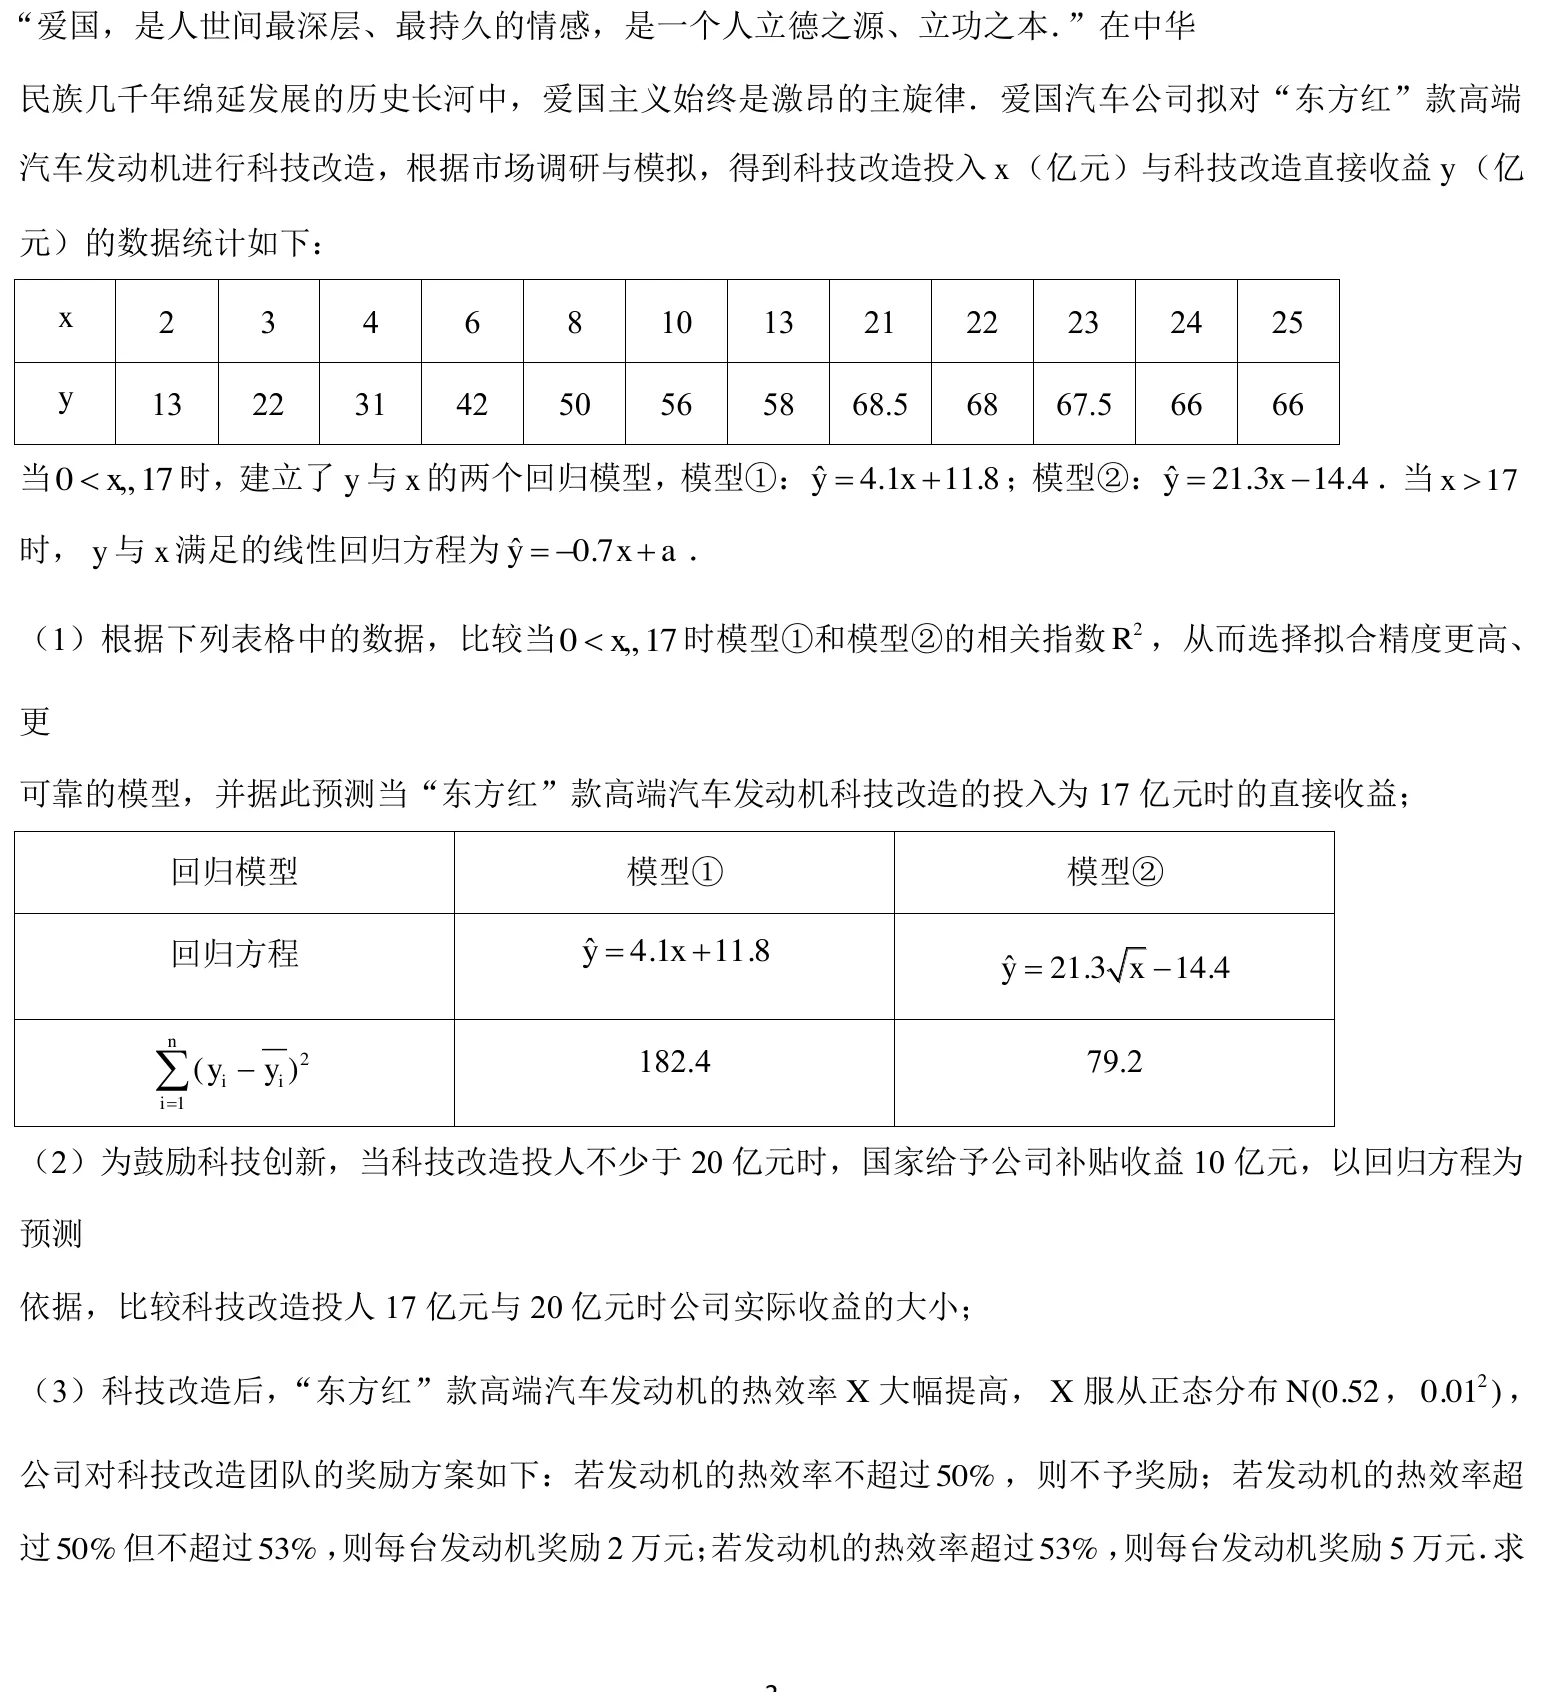 “爱国，是人世间最深层、最持久的情感，是一个人立德之源、立功之本．”在中华
民族几千年绵延发展的历史长河中，爱国主义始终是激昂的主旋律．爱国汽车公司拟对“东方红”款高端
汽车发动机进行科技改造，根据市场调研与模拟，得到科技改造投入 x（亿元）与科技改造直接收益 y（亿
元）的数据统计如下：
x 2 3 4 6 8 10 13 21 22 23 24 25
y 13 22 31 42 50 56 58 68.5 68 67.5 66 66
当 0 < x,, 17 时，建立了 y 与 x 的两个回归模型，模型①：ŷ = 4.1x + 11.8；模型②：ŷ = 21.3x − 14.4．当 x > 17
时， y 与 x 满足的线性回归方程为 ŷ = −0.7x + a．
（1）根据下列表格中的数据，比较当 0 < x,, 17 时模型①和模型②的相关指数 R²，从而选择拟合精度更高、
更
可靠的模型，并据此预测当“东方红”款高端汽车发动机科技改造的投入为 17 亿元时的直接收益；
回归模型 模型① 模型②
回归方程 ŷ = 4.1x + 11.8 ŷ = 21.3√x − 14.4
∑ⁿᵢ₌₁(yᵢ − y̅ᵢ)² 182.4 79.2
（2）为鼓励科技创新，当科技改造投人不少于 20 亿元时，国家给予公司补贴收益 10 亿元，以回归方程为
预测
依据，比较科技改造投人 17 亿元与 20 亿元时公司实际收益的大小；
（3）科技改造后，“东方红”款高端汽车发动机的热效率 X 大幅提高， X 服从正态分布 N(0.52，0.01²)，
公司对科技改造团队的奖励方案如下：若发动机的热效率不超过 50%，则不予奖励；若发动机的热效率超
过 50% 但不超过 53%，则每台发动机奖励 2 万元；若发动机的热效率超过 53%，则每台发动机奖励 5 万元．求